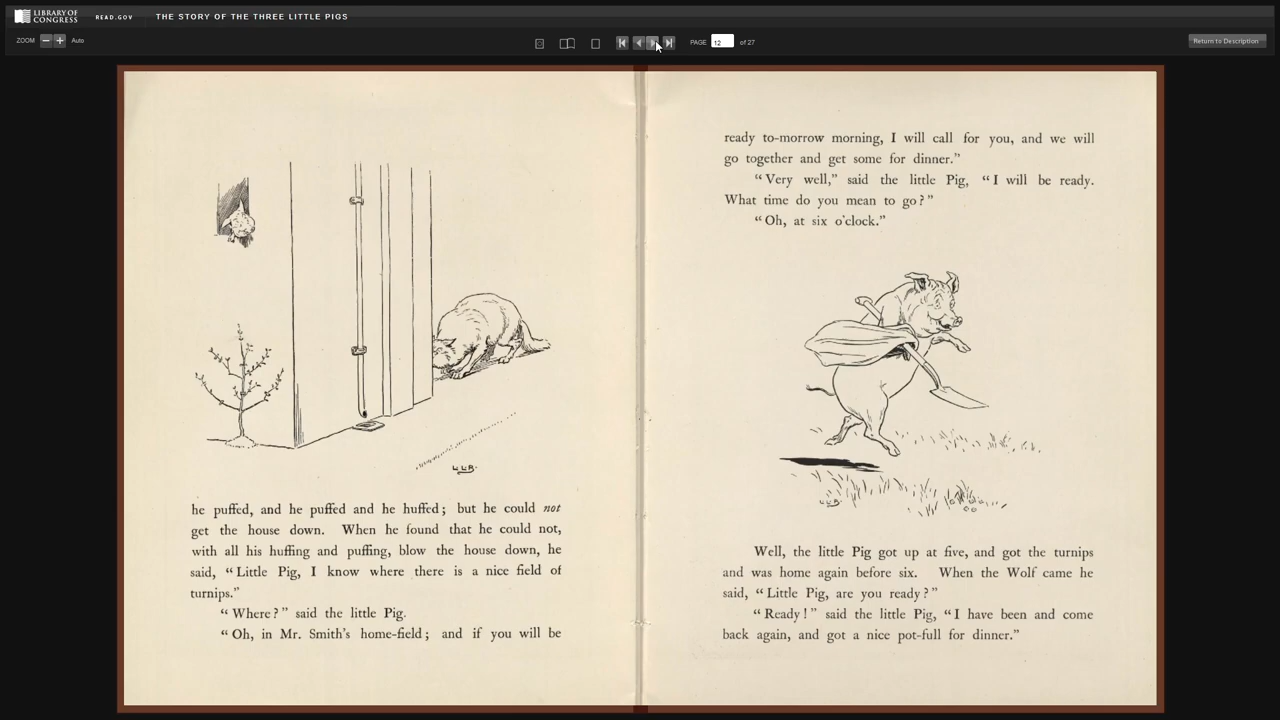 LIBRARY OF
CONGRESS
READ.GOV
THE STORY OF THE THREE LITTLE PIGS
ZOOM
Auto
PAGE
12
of 27
Return to Description
he puffed, and he puffed and he huffed; but he could not
get the house down. When he found that he could not,
with all his huffing and puffing, blow the house down, he
said, “Little Pig, I know where there is a nice field of
turnips.”
“Where?” said the little Pig.
“Oh, in Mr. Smith’s home-field; and if you will be
ready to-morrow morning, I will call for you, and we will
go together and get some for dinner.”
“Very well,” said the little Pig, “I will be ready.
What time do you mean to go?”
“Oh, at six o’clock.”
Well, the little Pig got up at five, and got the turnips
and was home again before six. When the Wolf came he
said, “Little Pig, are you ready?”
“Ready!” said the little Pig, “I have been and come
back again, and got a nice pot-full for dinner.”